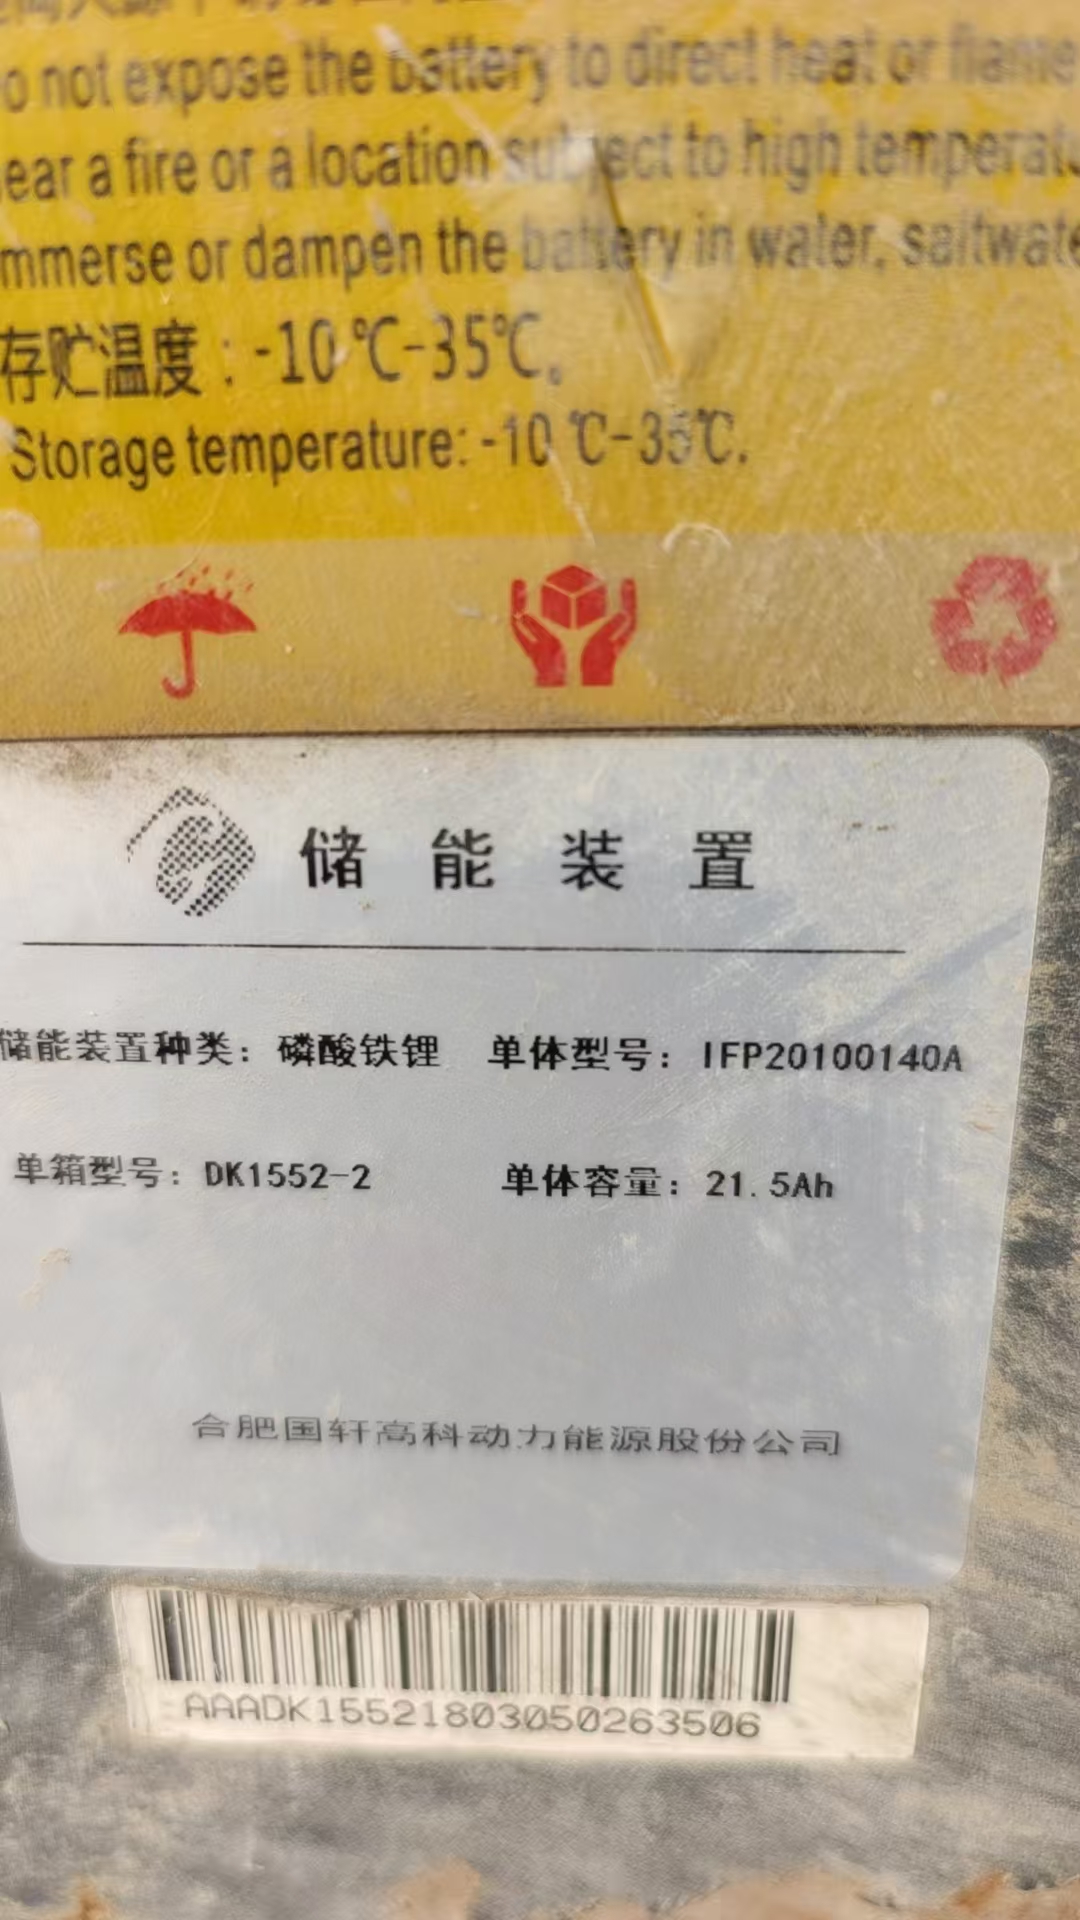 o not expose the battery to direct heat or flame
ear a fire or a location subject to high temperatu
mmerse or dampen the battery in water, saltwate
存贮温度：-10℃-35℃。
Storage temperature: -10℃-35℃.
储能装置
储能装置种类：磷酸铁锂 单体型号：IFP20100140A
单箱型号：DK1552-2 单体容量：21.5Ah
合肥国轩高科动力能源股份公司
AAADK15521803050263506